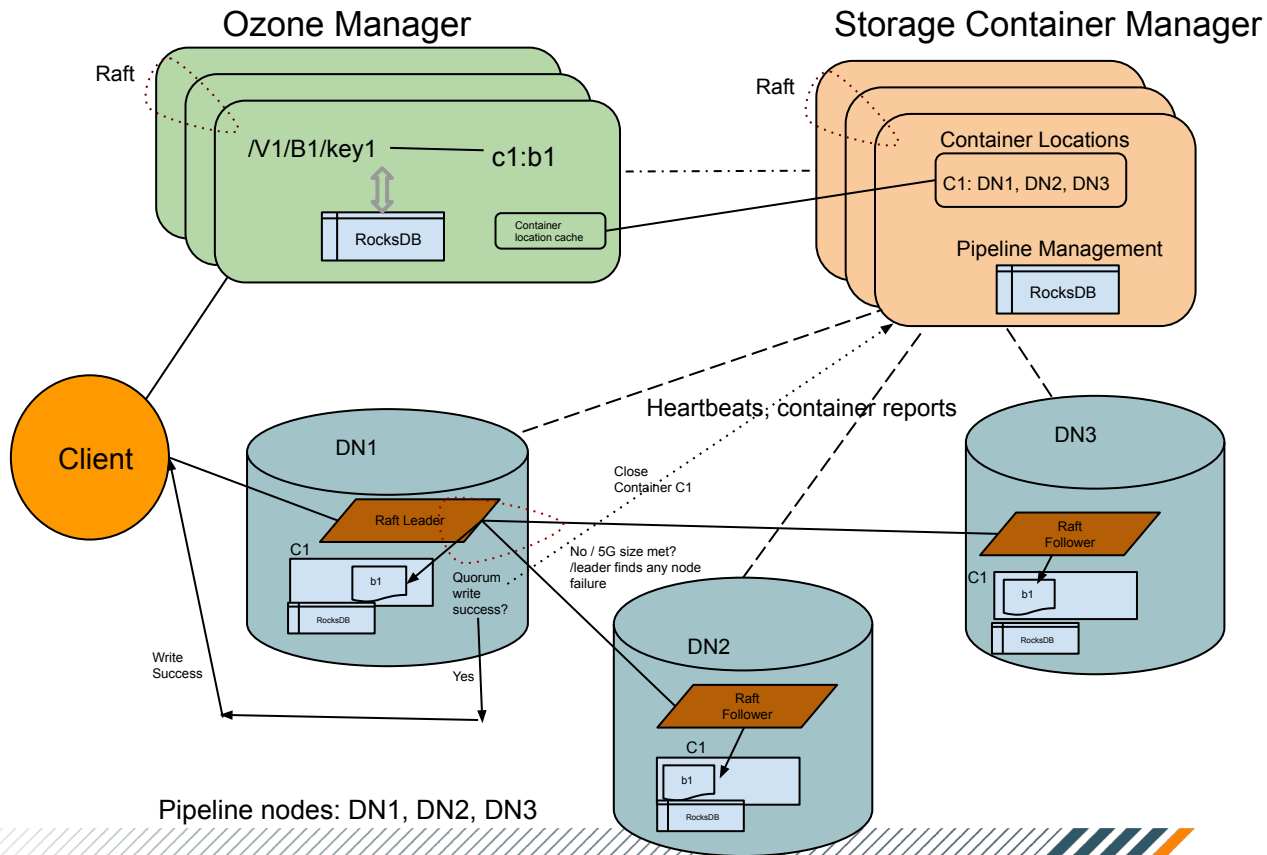 Ozone Manager
Storage Container Manager
Raft
Raft
/V1/B1/key1
c1:b1
RocksDB
Container
location cache
Container Locations
C1: DN1, DN2, DN3
Pipeline Management
RocksDB
Client
Heartbeats, container reports
DN1
Raft Leader
C1
b1
RocksDB
Quorum
write
success?
Close
Container C1
No / 5G size met?
/leader finds any node
failure
Write
Success
Yes
DN2
Raft
Follower
C1
b1
RocksDB
DN3
Raft
Follower
C1
b1
RocksDB
Pipeline nodes: DN1, DN2, DN3